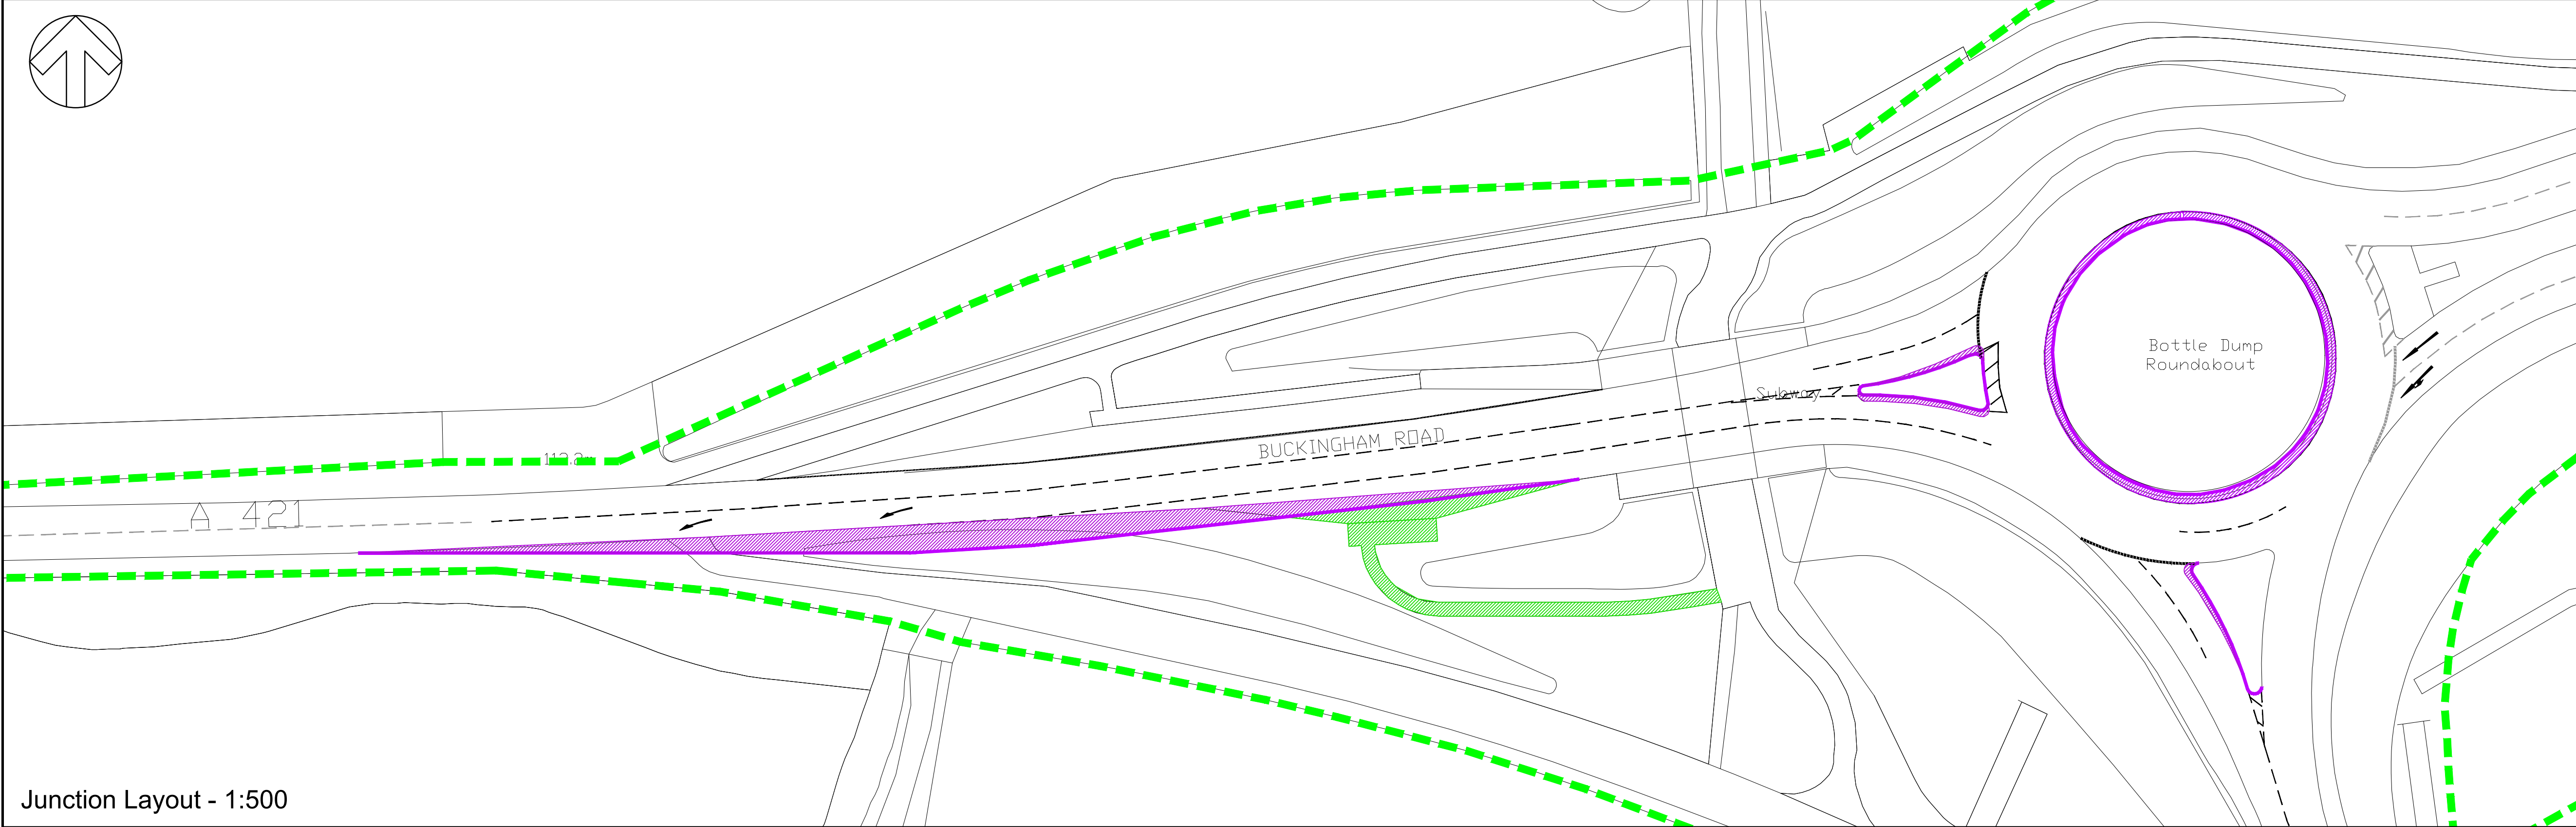 Bottle Dump
Roundabout
Subway
BUCKINGHAM ROAD
A 421
Junction Layout - 1:500